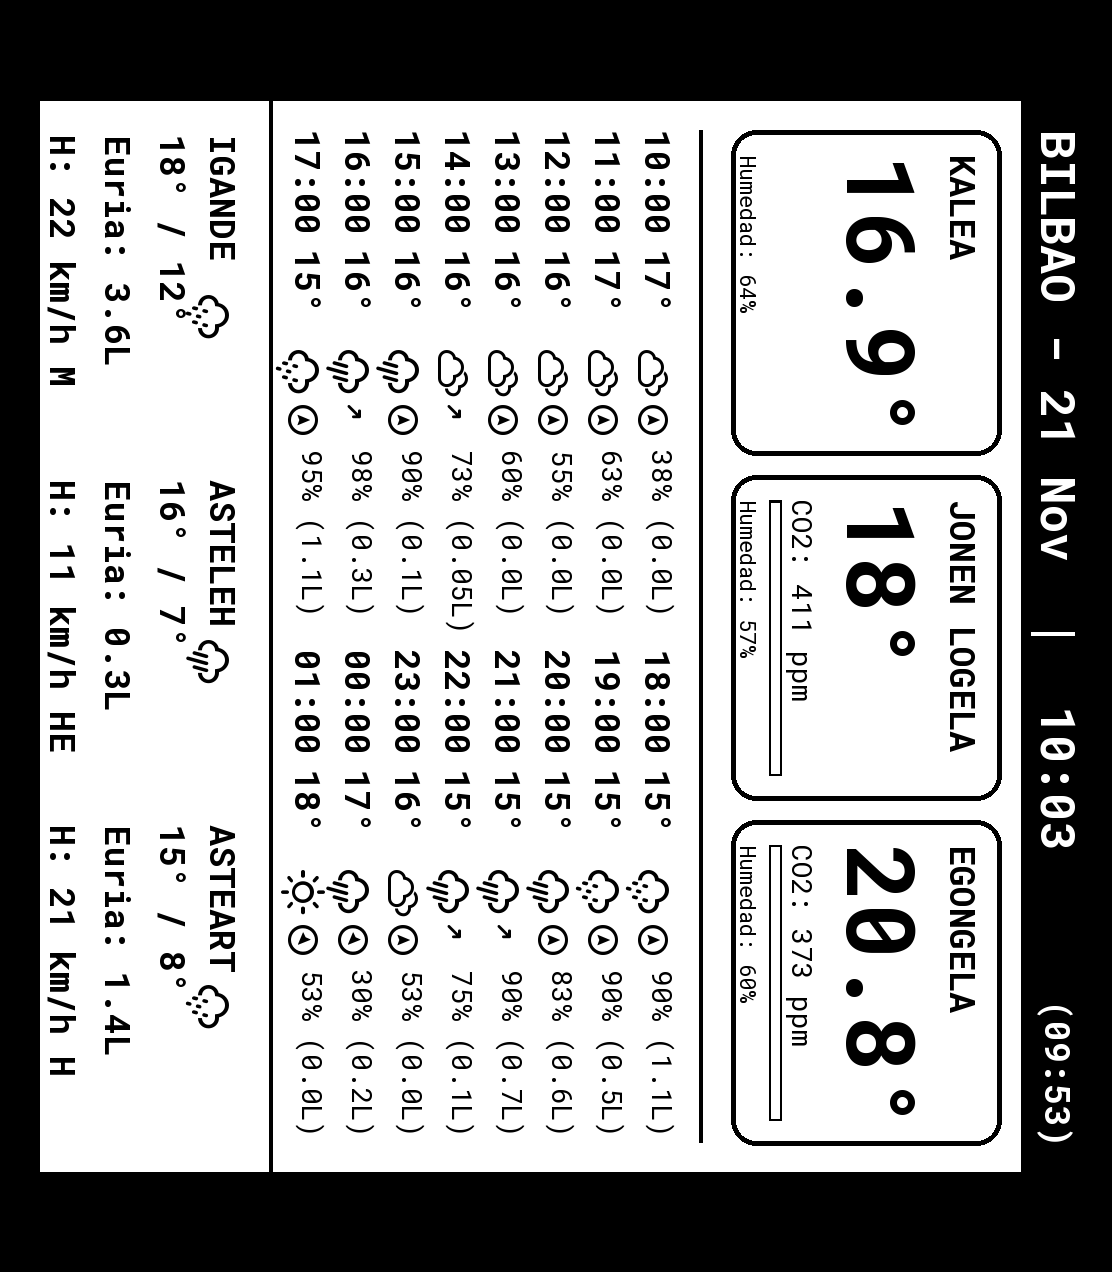 BILBAO - 21 Nov | 10:03 (09:53)
KALEA
16.9°
Humedad: 64%
JONEN LOGELA
18°
CO2: 411 ppm
Humedad: 57%
EGONGELA
20.8°
CO2: 373 ppm
Humedad: 60%
10:00 17° 38% (0.0L)
11:00 17° 63% (0.0L)
12:00 16° 55% (0.0L)
13:00 16° 60% (0.0L)
14:00 16° 73% (0.05L)
15:00 16° 90% (0.1L)
16:00 16° 98% (0.3L)
17:00 15° 95% (1.1L)
18:00 15° 90% (1.1L)
19:00 15° 90% (0.5L)
20:00 15° 83% (0.6L)
21:00 15° 90% (0.7L)
22:00 15° 75% (0.1L)
23:00 16° 53% (0.0L)
00:00 17° 30% (0.2L)
01:00 18° 53% (0.0L)
IGANDE
18° / 12°
Euria: 3.6L
H: 22 km/h M
ASTELEH
16° / 7°
Euria: 0.3L
H: 11 km/h HE
ASTEART
15° / 8°
Euria: 1.4L
H: 21 km/h H